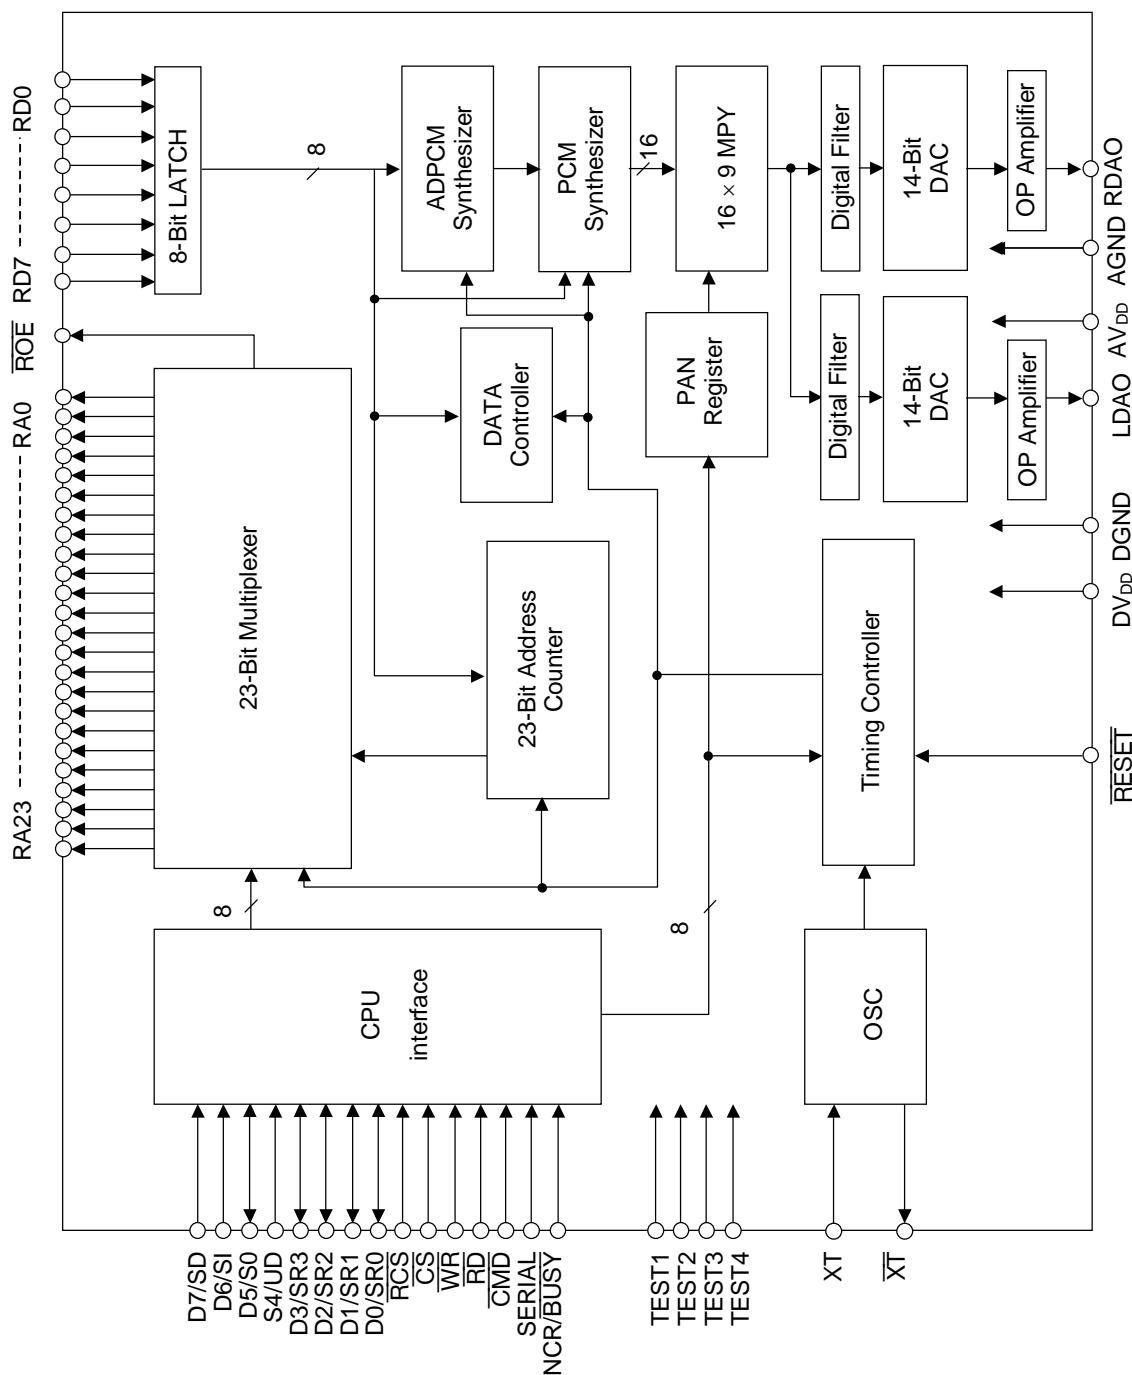 RA23
RA0
ROE
RD7
RD0
8-Bit LATCH
23-Bit Multiplexer
8
8
CPU
interface
23-Bit Address
Counter
DATA
Controller
ADPCM
Synthesizer
PCM
Synthesizer
16
16 × 9 MPY
PAN
Register
8
Timing Controller
OSC
Digital Filter
14-Bit
DAC
OP Amplifier
Digital Filter
14-Bit
DAC
OP Amplifier
D7/SD
D6/SI
D5/S0
S4/UD
D3/SR3
D2/SR2
D1/SR1
D0/SR0
RCS
CS
WR
RD
CMD
SERIAL
NCR/BUSY
TEST1
TEST2
TEST3
TEST4
XT
XT
RESET
DVDD
DGND
LDAO
AVDD
AGND
RDAO